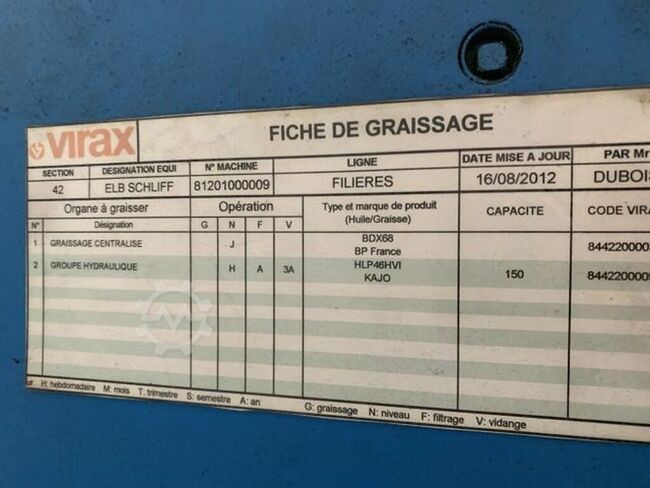 virax
FICHE DE GRAISSAGE
SECTION DESIGNATION EQUI N° MACHINE LIGNE DATE MISE A JOUR PAR Mr
42 ELB SCHLIFF 81201000009 FILIERES 16/08/2012 DUBOIS
Organe à graisser Opération Type et marque de produit (Huile/Graisse) CAPACITE CODE VIRA
N° Désignation G N F V
1 GRAISSAGE CENTRALISE J BDX68 BP France 844220000
2 GROUPE HYDRAULIQUE H A 3A HLP46HVI KAJO 150 844220000
ur H: hebdomadaire M: mois T: trimestre S: semestre A: an G: graissage N: niveau F: filtrage V: vidange